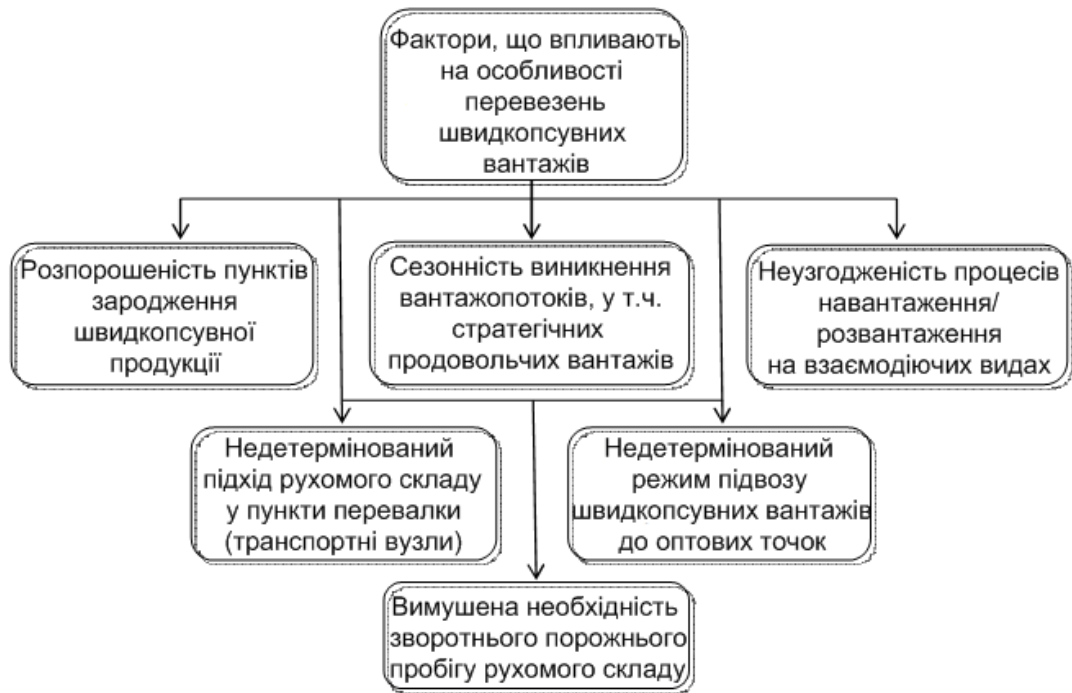 Фактори, що впливають
на особливості
перевезень
швидкопсувних
вантажів
Розпорошеність пунктів
зародження
швидкопсувної
продукції
Сезонність виникнення
вантажопотоків, у т.ч.
стратегічних
продовольчих вантажів
Неузгодженість процесів
навантаження/
розвантаження
на взаємодіючих видах
Недетермінований
підхід рухомого складу
у пункти перевалки
(транспортні вузли)
Недетермінований
режим підвозу
швидкопсувних вантажів
до оптових точок
Вимушена необхідність
зворотнього порожнього
пробігу рухомого складу